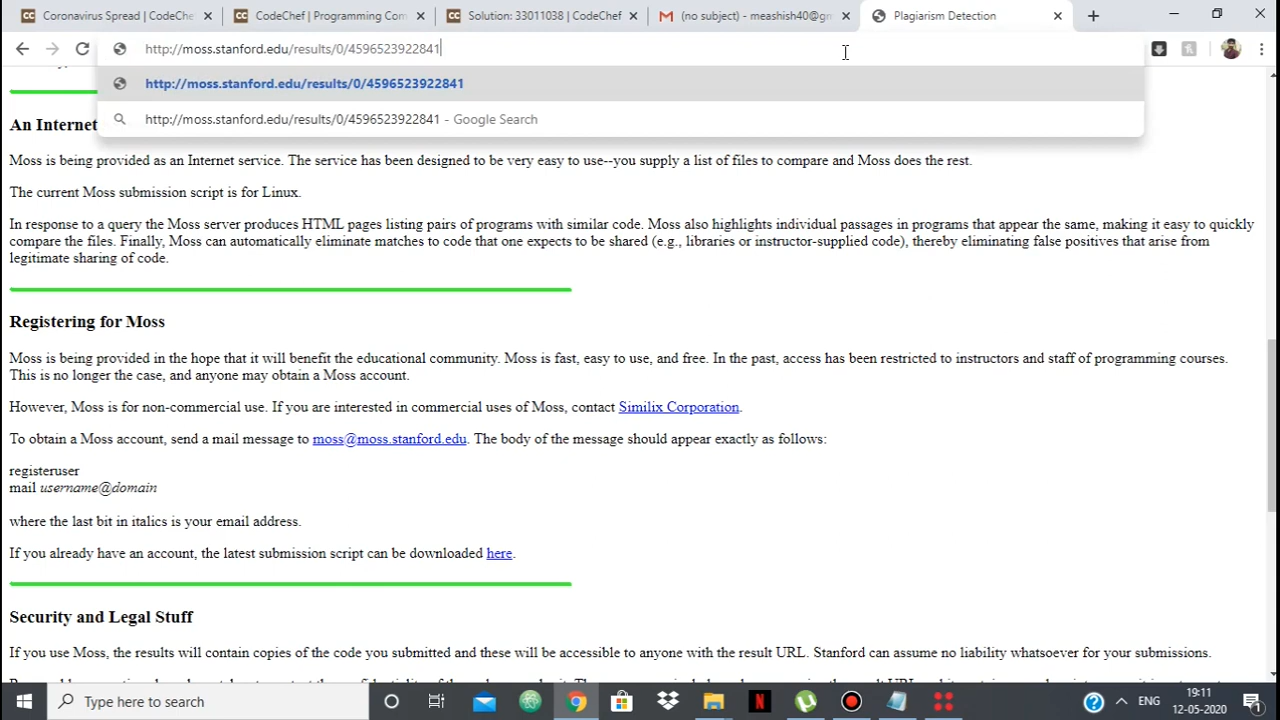 Coronavirus Spread | CodeChe
CodeChef | Programming Com
Solution: 33011038 | CodeChef
(no subject) - meashish40@gm
Plagiarism Detection
http://moss.stanford.edu/results/0/4596523922841
http://moss.stanford.edu/results/0/4596523922841
http://moss.stanford.edu/results/0/4596523922841 - Google Search
An Internet
Moss is being provided as an Internet service. The service has been designed to be very easy to use--you supply a list of files to compare and Moss does the rest.
The current Moss submission script is for Linux.
In response to a query the Moss server produces HTML pages listing pairs of programs with similar code. Moss also highlights individual passages in programs that appear the same, making it easy to quickly
compare the files. Finally, Moss can automatically eliminate matches to code that one expects to be shared (e.g., libraries or instructor-supplied code), thereby eliminating false positives that arise from
legitimate sharing of code.
Registering for Moss
Moss is being provided in the hope that it will benefit the educational community. Moss is fast, easy to use, and free. In the past, access has been restricted to instructors and staff of programming courses.
This is no longer the case, and anyone may obtain a Moss account.
However, Moss is for non-commercial use. If you are interested in commercial uses of Moss, contact Similix Corporation.
To obtain a Moss account, send a mail message to moss@moss.stanford.edu. The body of the message should appear exactly as follows:
registeruser
mail username@domain
where the last bit in italics is your email address.
If you already have an account, the latest submission script can be downloaded here.
Security and Legal Stuff
If you use Moss, the results will contain copies of the code you submitted and these will be accessible to anyone with the result URL. Stanford can assume no liability whatsoever for your submissions.
Type here to search
ENG
19:11
12-05-2020